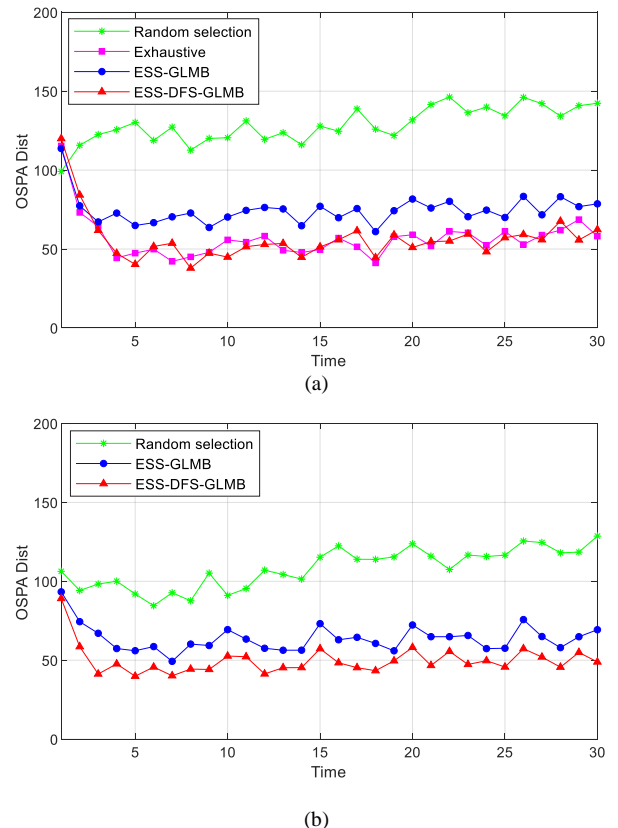 200
150
100
50
0
OSPA Dist
Random selection
Exhaustive
ESS-GLMB
ESS-DFS-GLMB
5 10 15 20 25 30
Time
(a)
200
150
100
50
0
OSPA Dist
Random selection
ESS-GLMB
ESS-DFS-GLMB
5 10 15 20 25 30
Time
(b)